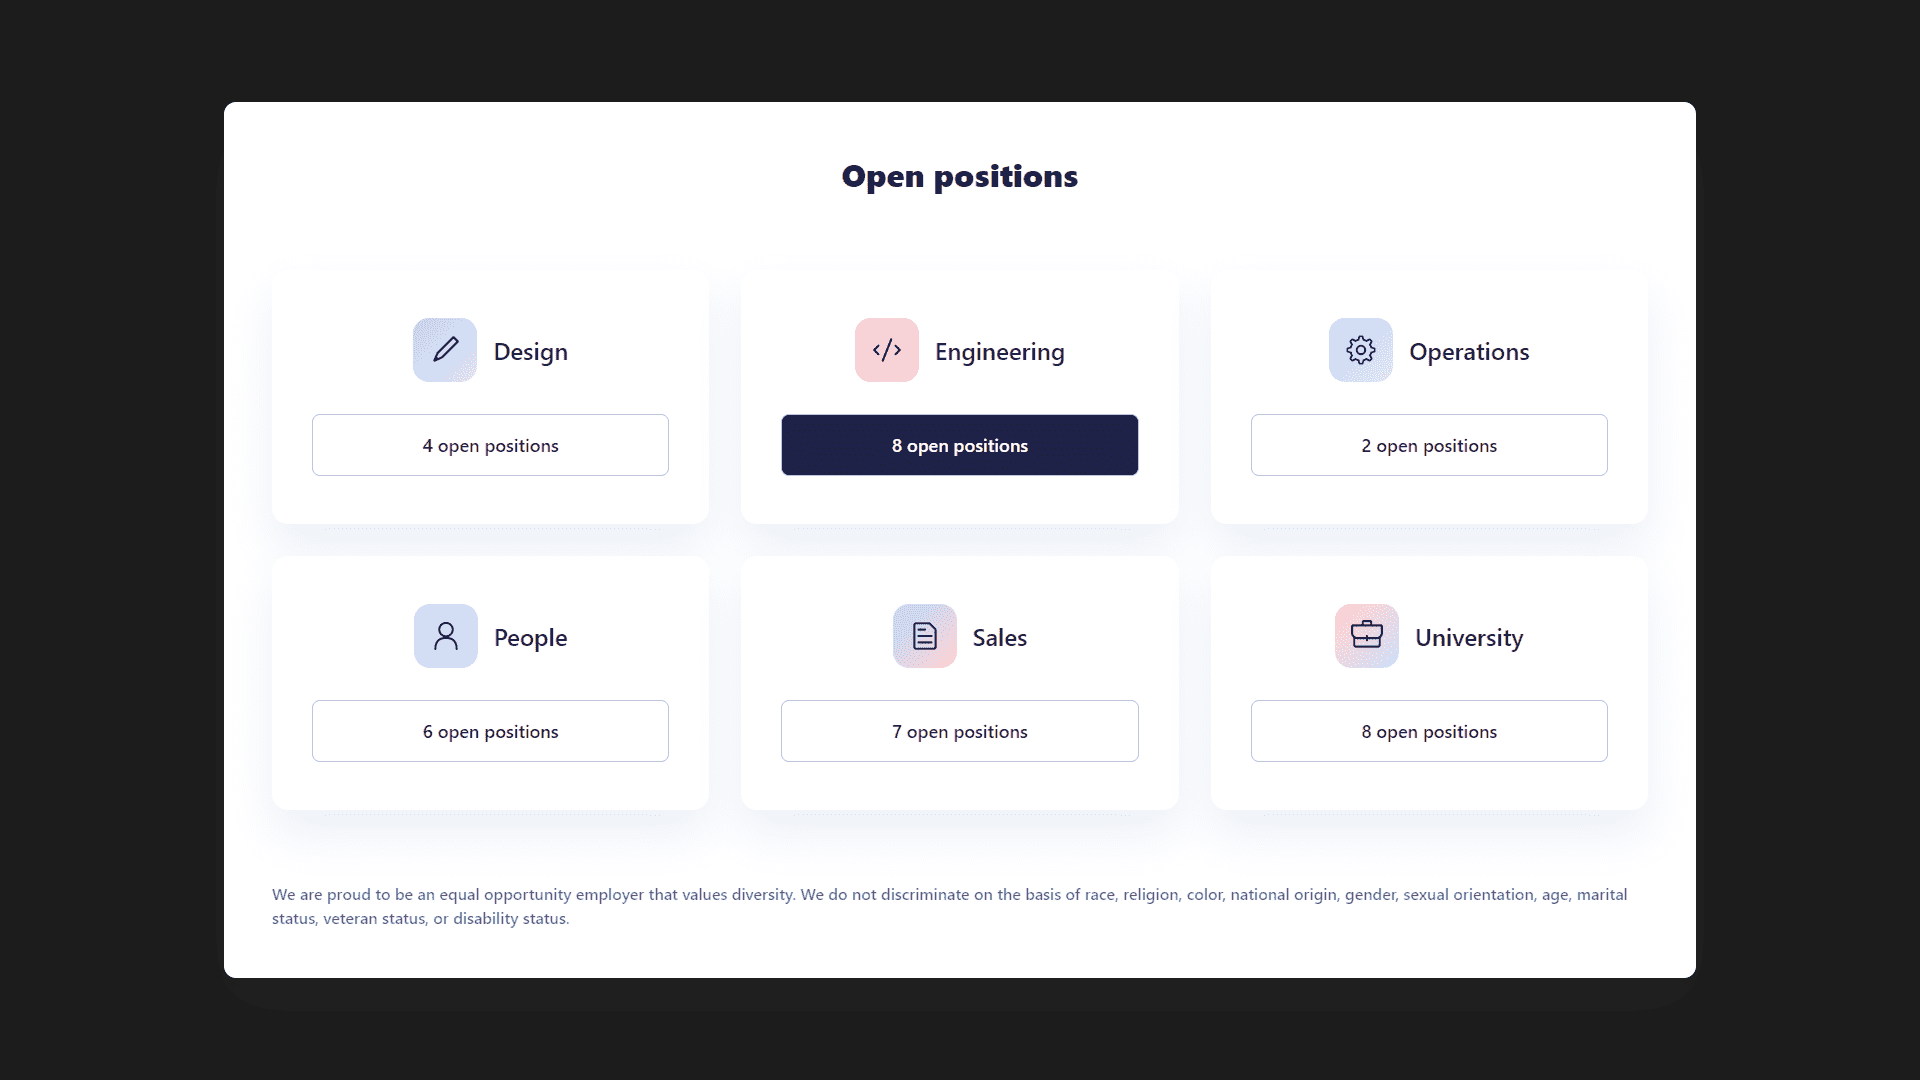 Open positions
Design
4 open positions
Engineering
8 open positions
Operations
2 open positions
People
6 open positions
Sales
7 open positions
University
8 open positions
We are proud to be an equal opportunity employer that values diversity. We do not discriminate on the basis of race, religion, color, national origin, gender, sexual orientation, age, marital
status, veteran status, or disability status.